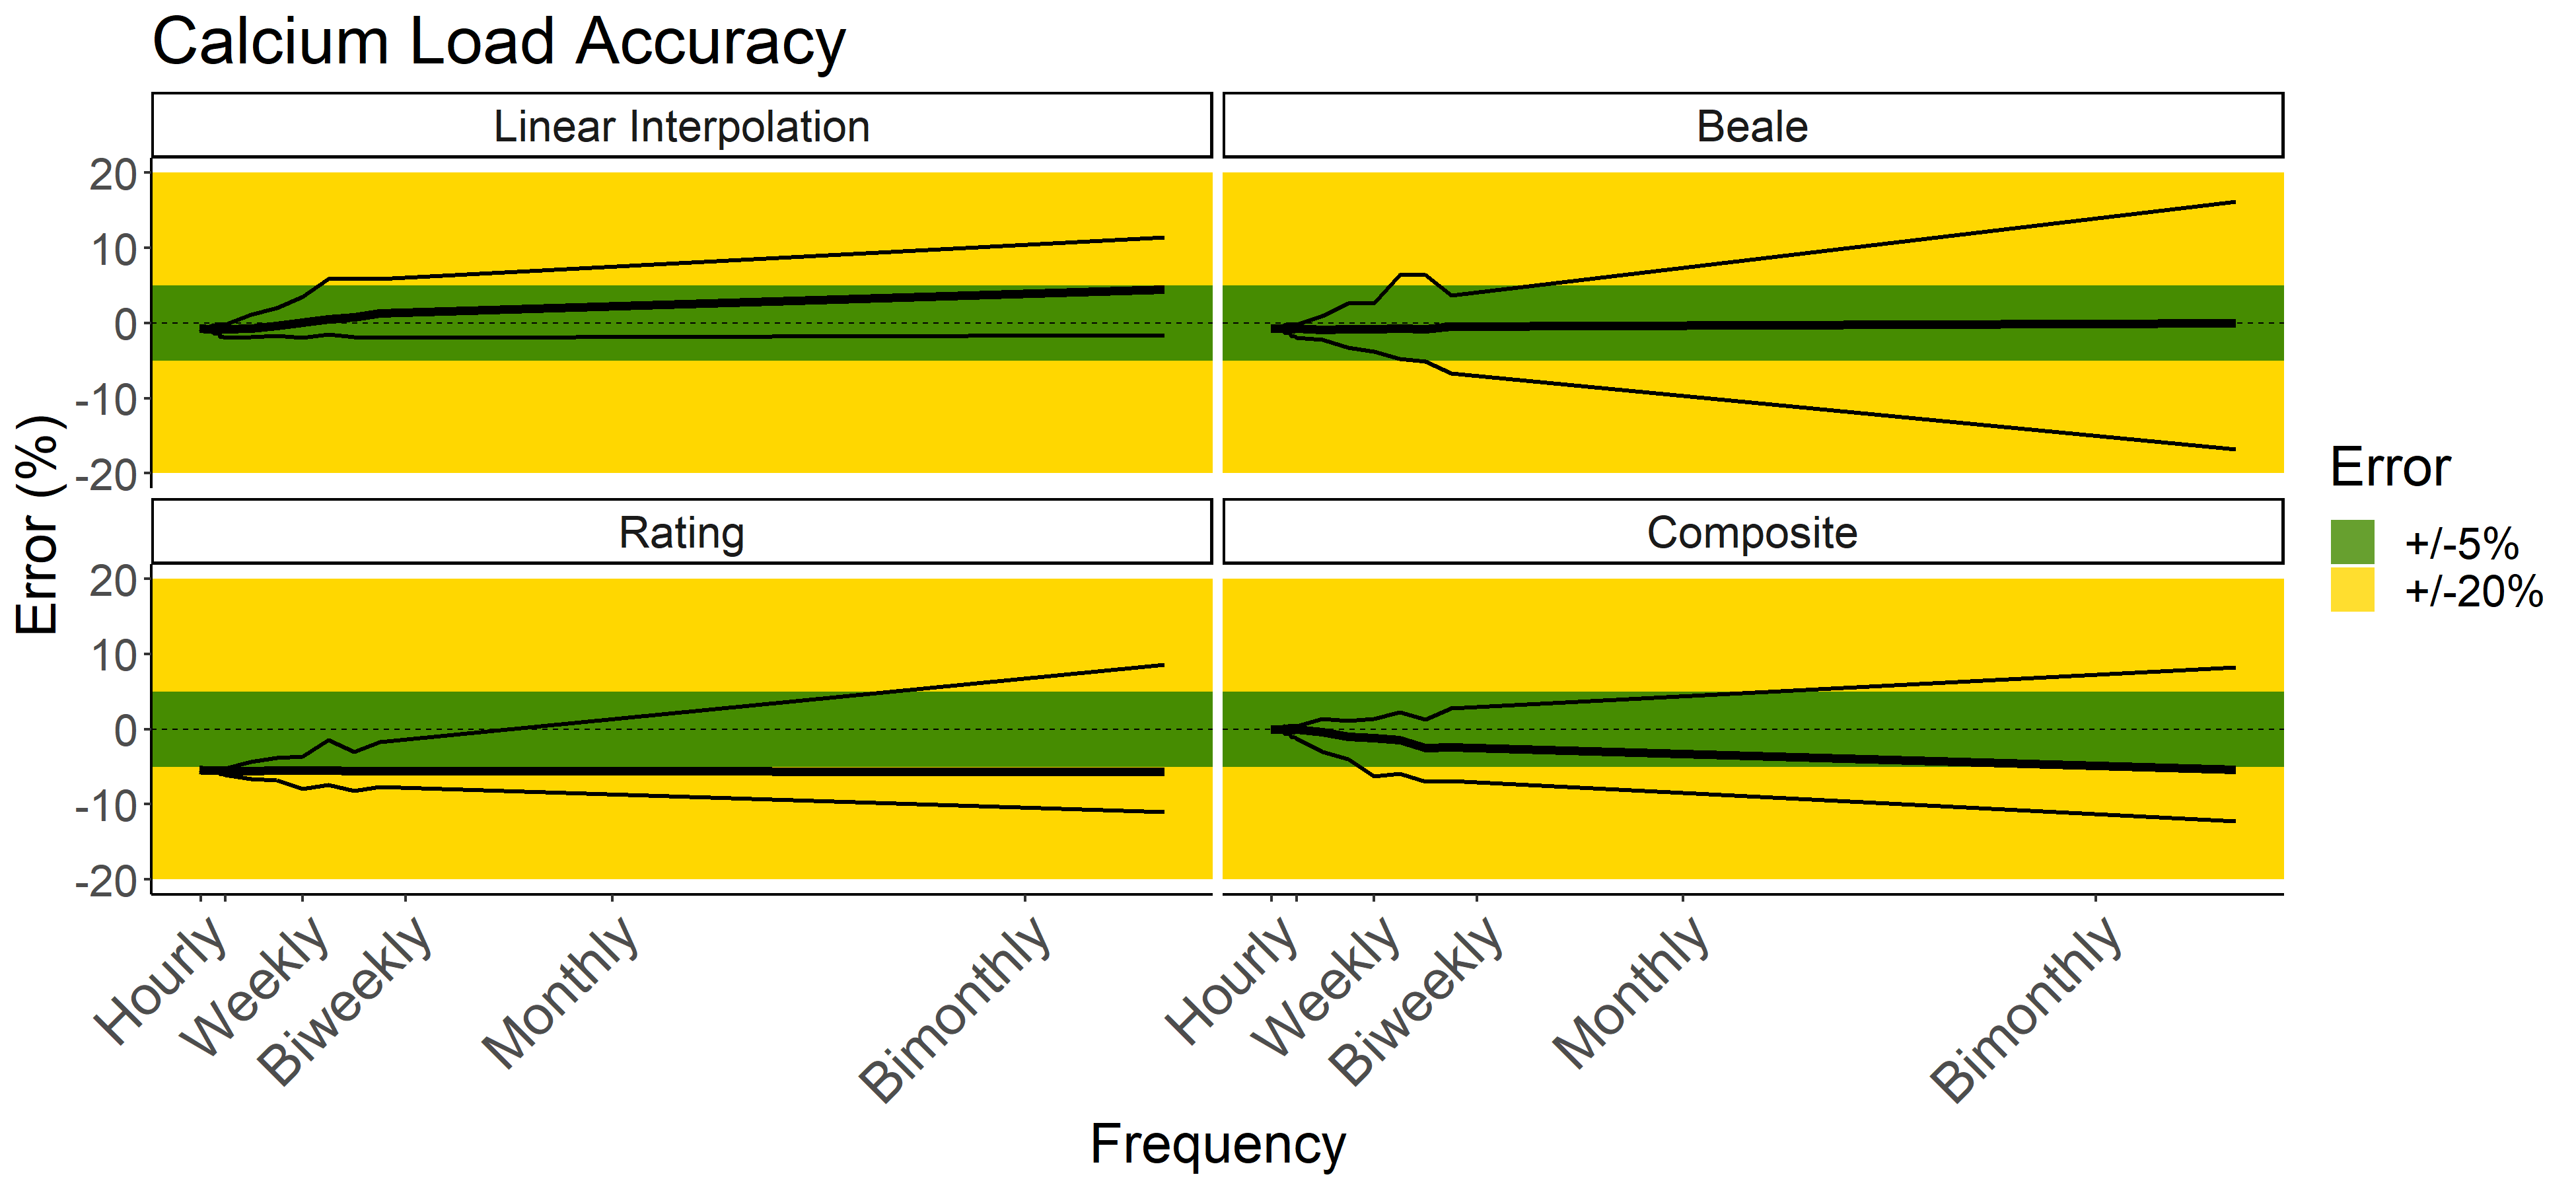 Calcium Load Accuracy
Linear Interpolation
Beale
20
10
0
-10
-20
Rating
Composite
20
10
0
-10
-20
Error (%)
Hourly
Weekly
Biweekly
Monthly
Bimonthly
Hourly
Weekly
Biweekly
Monthly
Bimonthly
Frequency
Error
+/-5%
+/-20%